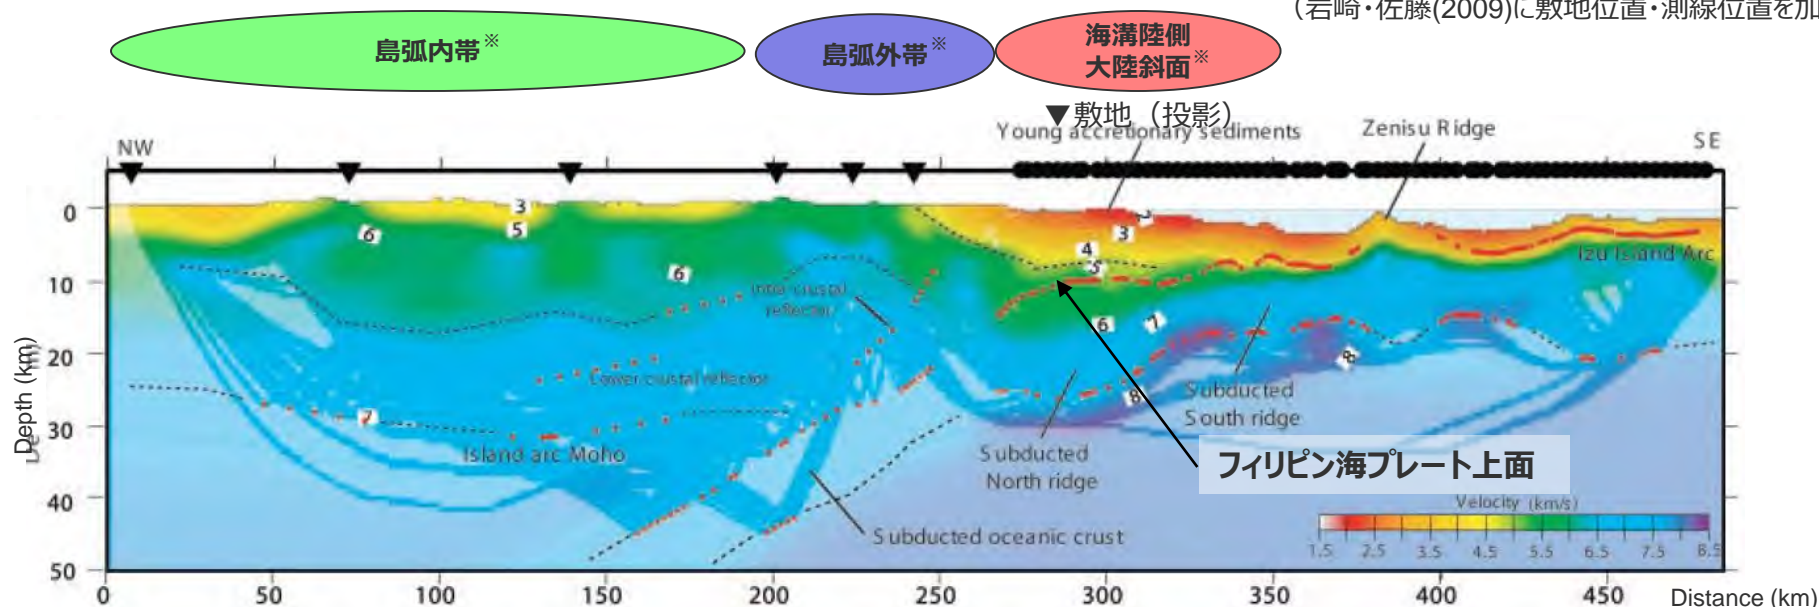 (岩崎・佐藤(2009)に敷地位置・測線位置を加
島弧内帯※
島弧外帯※
海溝陸側
大陸斜面※
▼敷地（投影）
Young accretionary sediments
Zenisu Ridge
NW
SE
0
10
20
30
40
50
Depth (km)
3
5
6
6
7
2
3
4
5
6
7
8
8
Intra crustal
reflector
Lower crustal reflector
Island arc Moho
Izu Island Arc
Subducted
North ridge
Subducted
South ridge
Subducted oceanic crust
フィリピン海プレート上面
Velocity (km/s)
1.5 2.5 3.5 4.5 5.5 6.5 7.5 8.5
0 50 100 150 200 250 300 350 400 450 Distance (km)